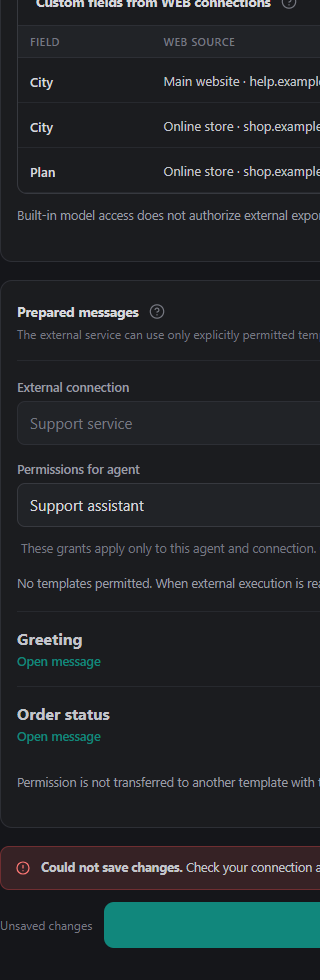 Custom fields from WEB connections
FIELD WEB SOURCE
City Main website · help.example
City Online store · shop.example
Plan Online store · shop.example
Built-in model access does not authorize external
Prepared messages
The external service can use only explicitly permitted
External connection
Support service
Permissions for agent
Support assistant
These grants apply only to this agent and connection.
No templates permitted. When external execution is
Greeting
Open message
Order status
Open message
Permission is not transferred to another template with
Could not save changes. Check your connection
Unsaved changes